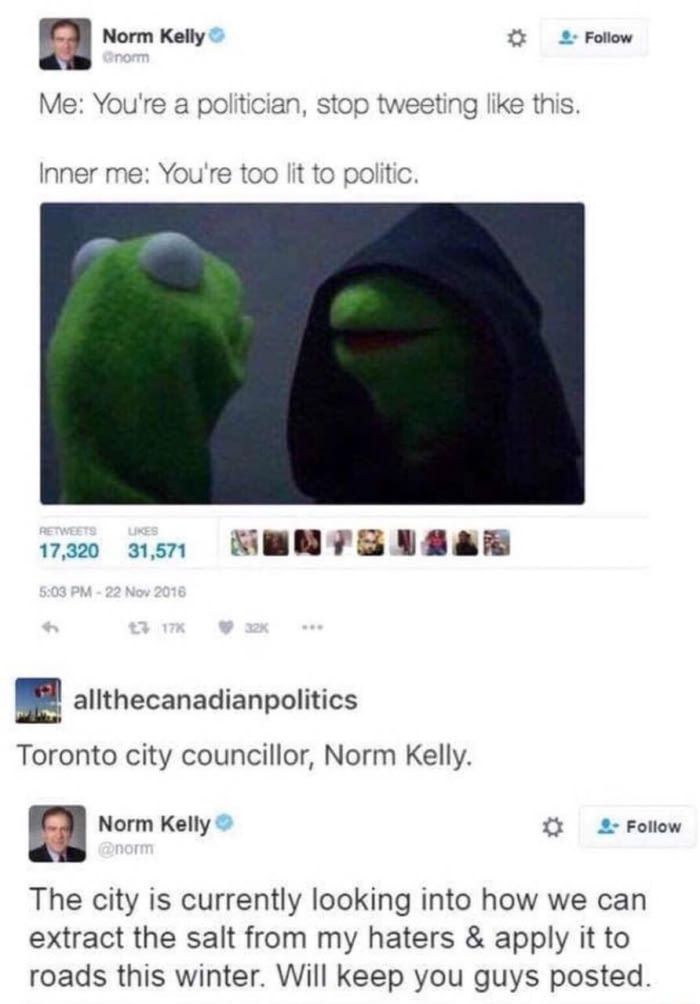 Norm Kelly
@norm
Follow
Me: You're a politician, stop tweeting like this.
Inner me: You're too lit to politic.
RETWEETS LIKES
17,320 31,571
5:03 PM - 22 Nov 2016
17K 32K
allthecanadianpolitics
Toronto city councillor, Norm Kelly.
Norm Kelly
@norm
Follow
The city is currently looking into how we can
extract the salt from my haters & apply it to
roads this winter. Will keep you guys posted.